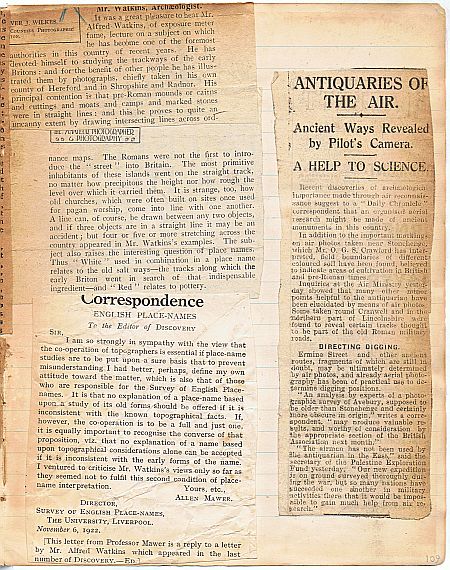 VER J. WILKES.
COUNTIES PHOTOGRAPHIC
ION.
Mr. Watkins, Archæologist.
It was a great pleasure to hear Mr.
Alfred Watkins, of exposure meter
fame, lecture on a subject on which
he has become one of the foremost
authorities in this country of recent years. He has
devoted himself to studying the trackways of the early
Britons; and for the benefit of other people he has illus-
trated them by photographs, chiefly taken in his own
county of Hereford and in Shropshire and Radnor. His
principal contention is that pre-Roman mounds or cairns
and cuttings, and moats and camps and marked stones
were in straight lines; and this he proves to quite an
uncanny extent by drawing intersecting lines across ord-
THE AMATEUR PHOTOGRAPHER
& PHOTOGRAPHY
nance maps. The Romans were not the first to intro-
duce the "street" into Britain. The most primitive
inhabitants of these islands went on the straight track,
no matter how precipitous the height nor how rough the
level over which it carried them. It is strange, too, how
old churches, which were often built on sites once used
for pagan worship, come into line with one another.
A line can, of course, be drawn between any two objects,
and if three objects are in a straight line it may be an
accident; but four or five or more stretching across the
country appeared in Mr. Watkins's examples. The sub-
ject also raises the interesting question of place names.
Thus "White" used in combination in a place name
relates to the old salt ways—the tracks along which the
early Briton went in search of that indispensable
ingredient—and "Red" relates to pottery.
Correspondence
ENGLISH PLACE-NAMES
To the Editor of DISCOVERY
SIR,
I am so strongly in sympathy with the view that
the co-operation of topographers is essential if place-name
studies are to be put upon a sure basis that to prevent
misunderstanding I had better, perhaps, define my own
attitude toward the matter, which is also that of those
who are responsible for the Survey of English Place-
names. It is that no explanation of a place-name based
upon a study of its old forms should be offered if it is
inconsistent with the known topographical facts. If,
however, the co-operation is to be a full and just one,
it is equally important to recognise the converse of that
proposition, viz. that no explanation of a name based
upon topographical considerations alone can be accepted
if it is inconsistent with the early forms of the name.
I ventured to criticise Mr. Watkins's views only so far as
they seemed not to fulfil this second condition of place-
name interpretation.
Yours, etc.,
ALLEN MAWER.
DIRECTOR,
SURVEY OF ENGLISH PLACE-NAMES,
THE UNIVERSITY, LIVERPOOL.
November 6, 1922.
[This letter from Professor Mawer is a reply to a letter
by Mr. Alfred Watkins which appeared in the last
number of DISCOVERY.—ED.]
ANTIQUARIES OF
THE AIR.
Ancient Ways Revealed
by Pilot's Camera.
A HELP TO SCIENCE
Recent discoveries of archæological
importance made through air reconnais-
sance suggest to a "Daily Chronicle"
correspondent that an organised aerial
research might be made of ancient
monuments in this country.
In addition to the important markings
on air photos taken near Stonehenge,
which Mr. O. G. S. Crawford has inter-
preted, field boundaries of different
coloured soil have been found, believed
to indicate areas of cultivation in British
and pre-Roman times.
Inquiries at the Air Ministry yester-
day showed that many other minor
points helpful to the antiquarian have
been elucidated by means of air photos.
Some taken round Cranwell and in the
northern part of Lincolnshire were
found to reveal certain tracks thought
to be part of the old Roman military
road.
DIRECTING DIGGING.
Ermine Street and other ancient
routes, fragments of which are still in
doubt, may be ultimately determined
by air photos, and already aerial photo-
graphy has been of practical use to de-
termine digging positions.
"An analysis by experts of a photo-
graphic survey of Avebury, supposed to
be older than Stonehenge and certainly
more obscure in origin," writes a corre-
spondent, "may produce valuable re-
sults, and worthy of consideration by
the appropriate section of the British
Association next month."
"The airman has not been used by
the antiquarian in the East," said the
secretary of the Palestine Exploration
Fund yesterday. "Our new expedition
is on ground surveyed thoroughly dur-
ing the war, but so many nations have
succeeded one another in military
activities there that it would be impos-
sible to gain much help from air re-
search."
109